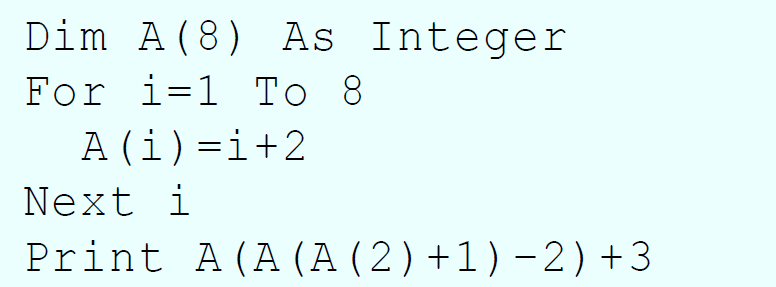 Dim A(8) As Integer
For i=1 To 8
  A(i)=i+2
Next i
Print A(A(A(2)+1)-2)+3